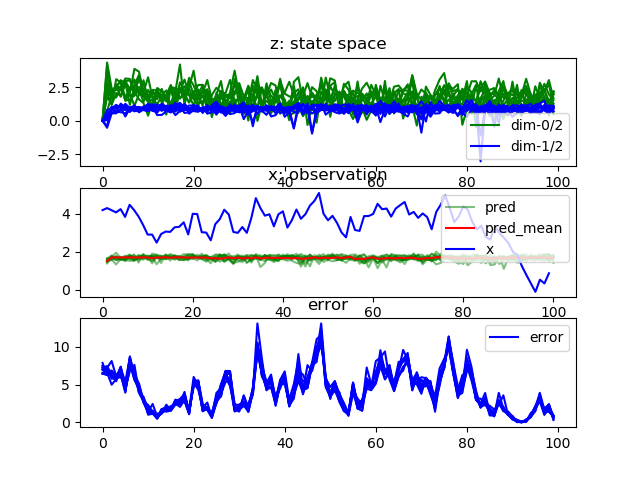 z: state space
2.5
0.0
−2.5
dim-0/2
dim-1/2
0 20 40 60 80 100
x: observation
4
2
0
pred
pred_mean
x
0 20 40 60 80 100
error
10
5
0
error
0 20 40 60 80 100